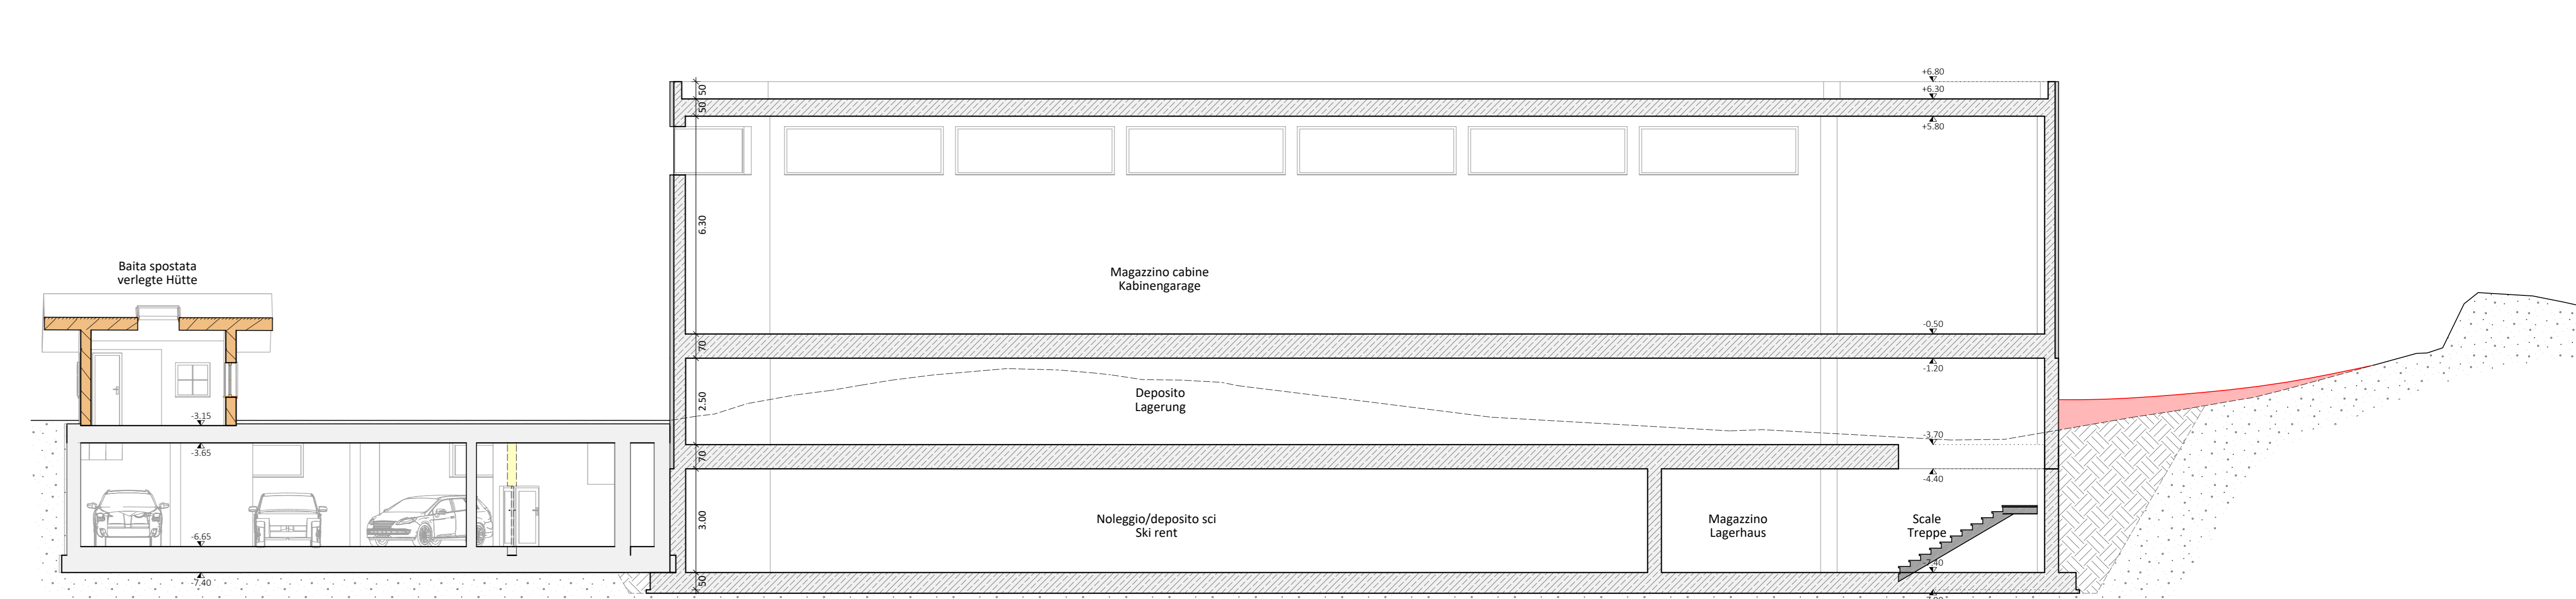 +6.80
+6.30
+5.80
50
50
6.30
Baita spostata
verlegte Hütte
Magazzino cabine
Kabinengarage
-0.50
70
-1.20
Deposito
Lagerung
2.50
-3.15
-3.65
-3.70
70
-4.40
3.00
Noleggio/deposito sci
Ski rent
Magazzino
Lagerhaus
Scale
Treppe
-6.65
-7.40
-7.40
50